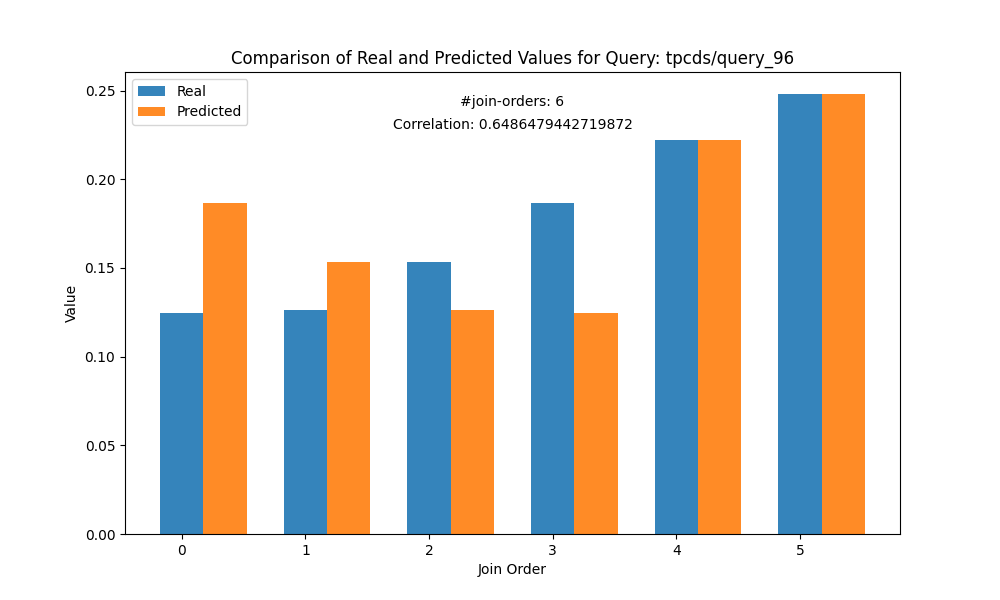 Comparison of Real and Predicted Values for Query: tpcds/query_96
Real
Predicted
#join-orders: 6
Correlation: 0.6486479442719872
Value
0.25
0.20
0.15
0.10
0.05
0.00
0 1 2 3 4 5
Join Order